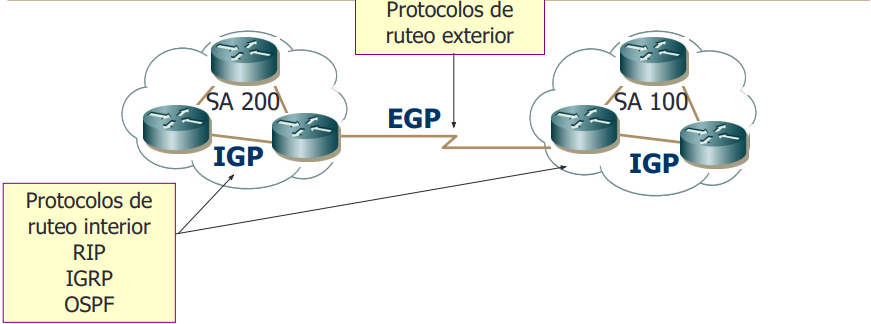 Protocolos de
ruteo exterior
SA 200
SA 100
EGP
IGP
IGP
Protocolos de
ruteo interior
RIP
IGRP
OSPF